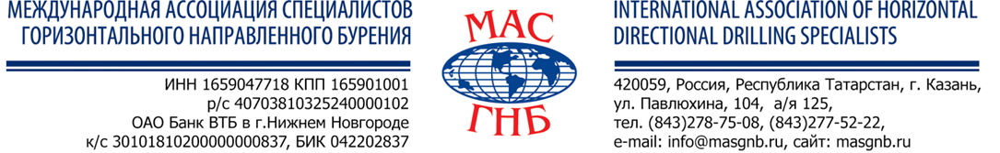 МЕЖДУНАРОДНАЯ АССОЦИАЦИЯ СПЕЦИАЛИСТОВ
ГОРИЗОНТАЛЬНОГО НАПРАВЛЕННОГО БУРЕНИЯ
ИНН 1659047718 КПП 165901001
р/с 40703810325240000102
ОАО Банк ВТБ в г.Нижнем Новгороде
к/с 30101810200000000837, БИК 042202837
МАС
ГНБ
INTERNATIONAL ASSOCIATION OF HORIZONTAL
DIRECTIONAL DRILLING SPECIALISTS
420059, Россия, Республика Татарстан, г. Казань,
ул. Павлюхина, 104, а/я 125,
тел. (843)278-75-08, (843)277-52-22,
e-mail: info@masgnb.ru, сайт: masgnb.ru